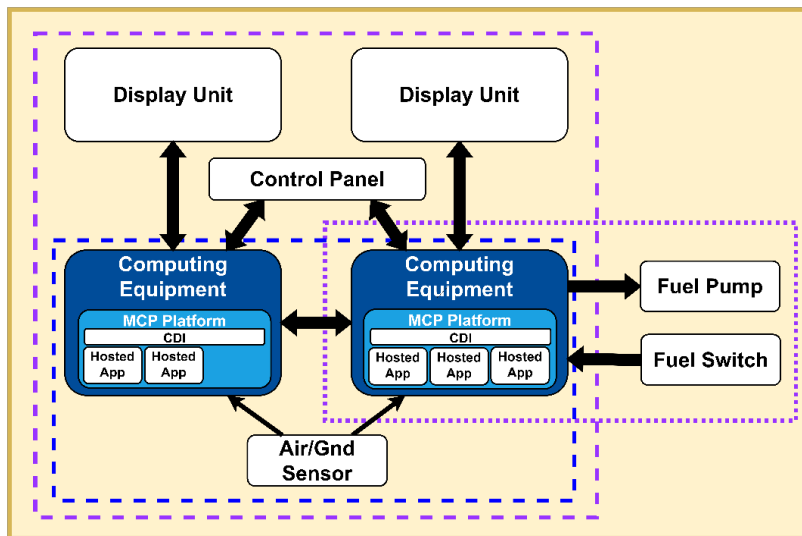 Display Unit
Display Unit
Control Panel
Computing
Equipment
MCP Platform
CDI
Hosted
App
Hosted
App
Computing
Equipment
MCP Platform
CDI
Hosted
App
Hosted
App
Hosted
App
Fuel Pump
Fuel Switch
Air/Gnd
Sensor